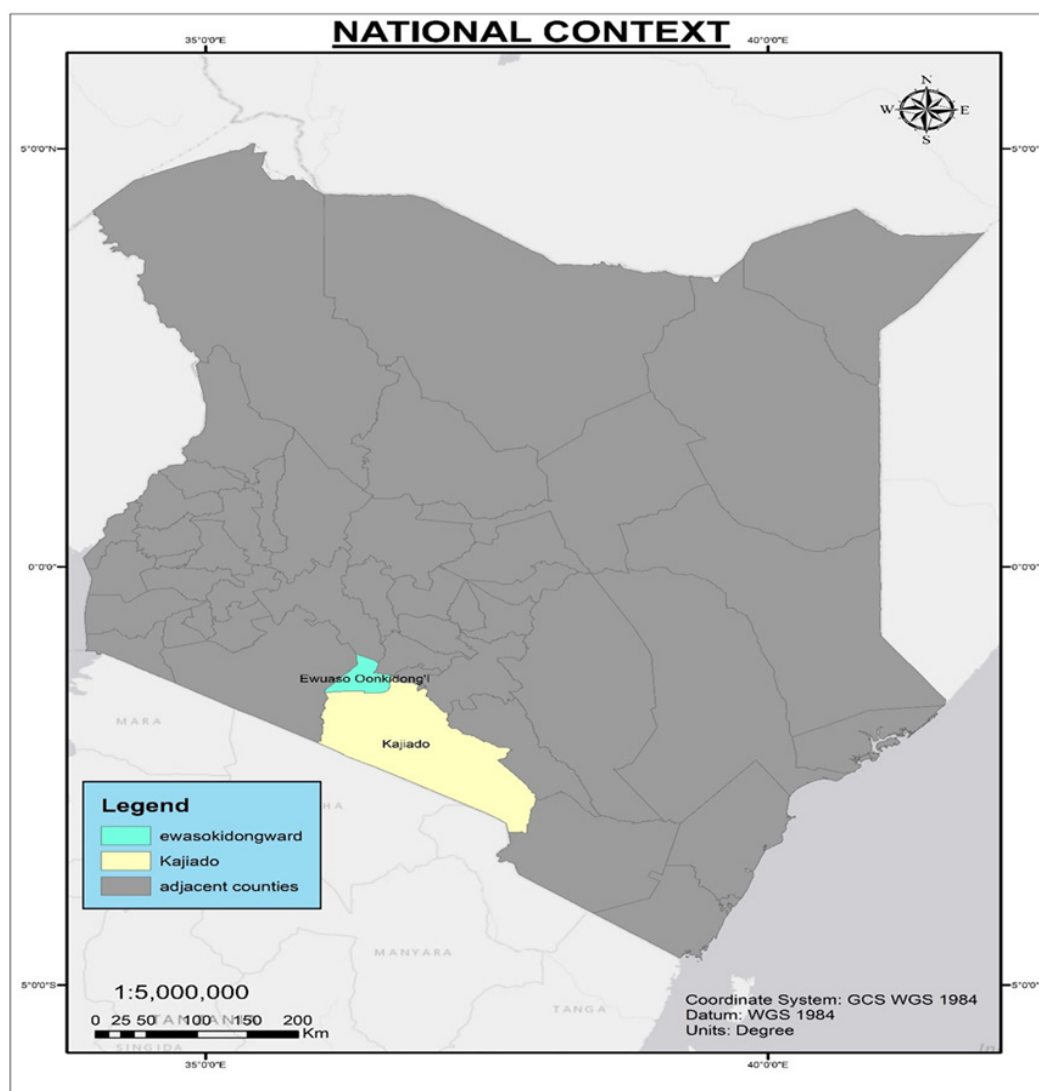 NATIONAL CONTEXT
35°0'0"E
40°0'0"E
N
W E
S
5°0'0"N
5°0'0"N
0°0'0"
0°0'0"
Ewuaso Oonkidong'i
Kajiado
MARA
Legend
ewasokidongward
Kajiado
adjacent counties
MANYARA
1:5,000,000
TANGA
0 25 50 100 150 200
Km
SINGIDA
Coordinate System: GCS WGS 1984
Datum: WGS 1984
Units: Degree
5°0'0"S
5°0'0"S
35°0'0"E
40°0'0"E